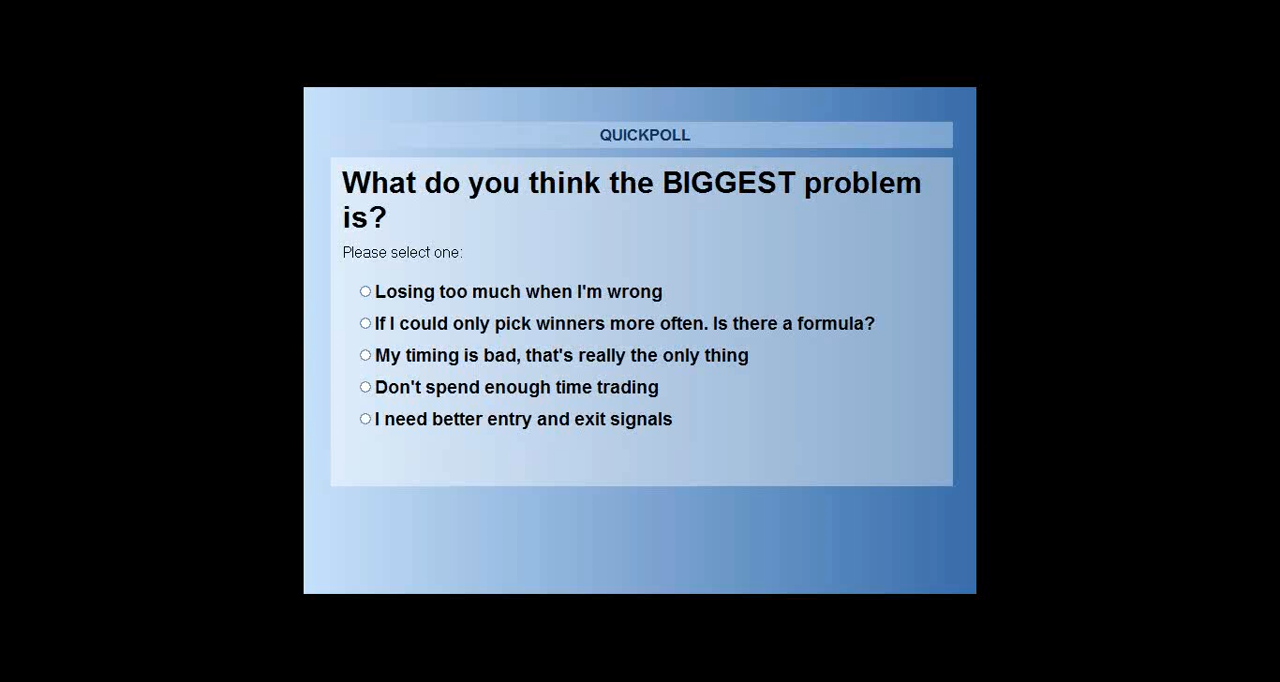 QUICKPOLL
What do you think the BIGGEST problem
is?
Please select one:
Losing too much when I'm wrong
If I could only pick winners more often. Is there a formula?
My timing is bad, that's really the only thing
Don't spend enough time trading
I need better entry and exit signals